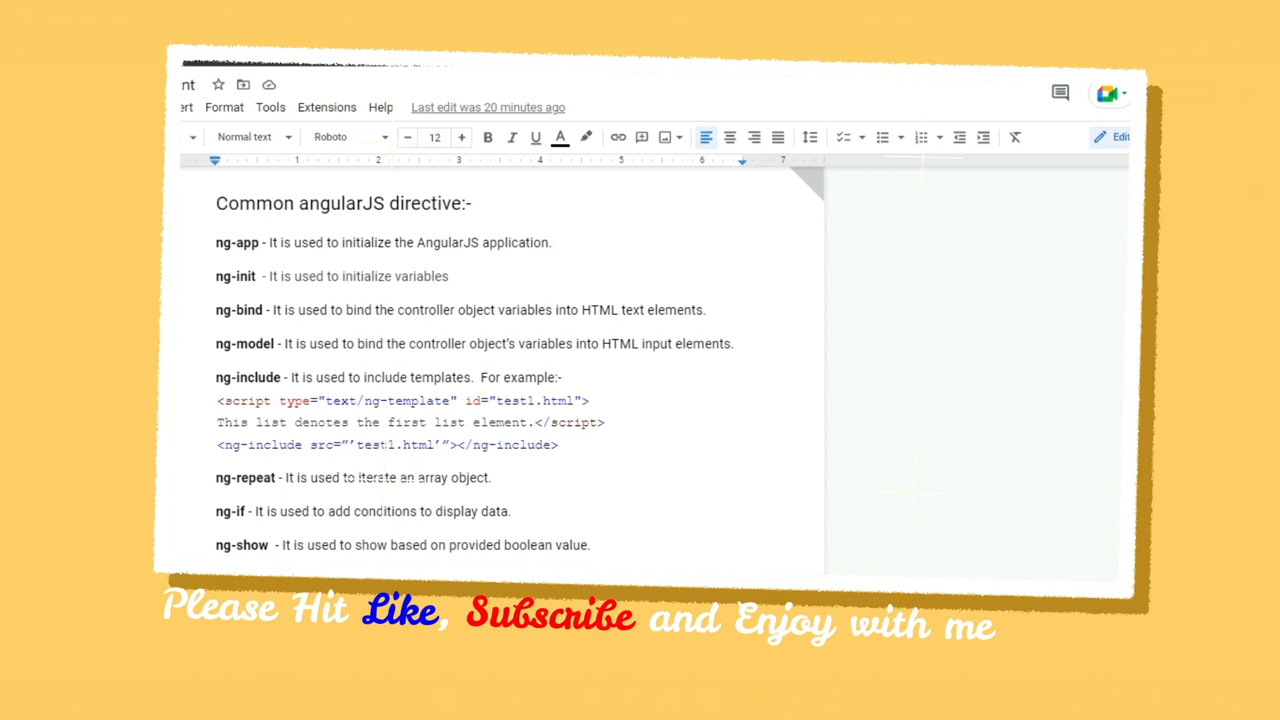 nt
ert Format Tools Extensions Help Last edit was 20 minutes ago
Normal text Roboto 12 B I U A Edit
1 2 3 4 5 6 7
Common angularJS directive:-
ng-app - It is used to initialize the AngularJS application.
ng-init - It is used to initialize variables
ng-bind - It is used to bind the controller object variables into HTML text elements.
ng-model - It is used to bind the controller object's variables into HTML input elements.
ng-include - It is used to include templates. For example:-
<script type="text/ng-template" id="test1.html">
This list denotes the first list element.</script>
<ng-include src=”’test1.html’”></ng-include>
ng-repeat - It is used to iterate an array object.
ng-if - It is used to add conditions to display data.
ng-show - It is used to show based on provided boolean value.
Please Hit Like, Subscribe and Enjoy with me